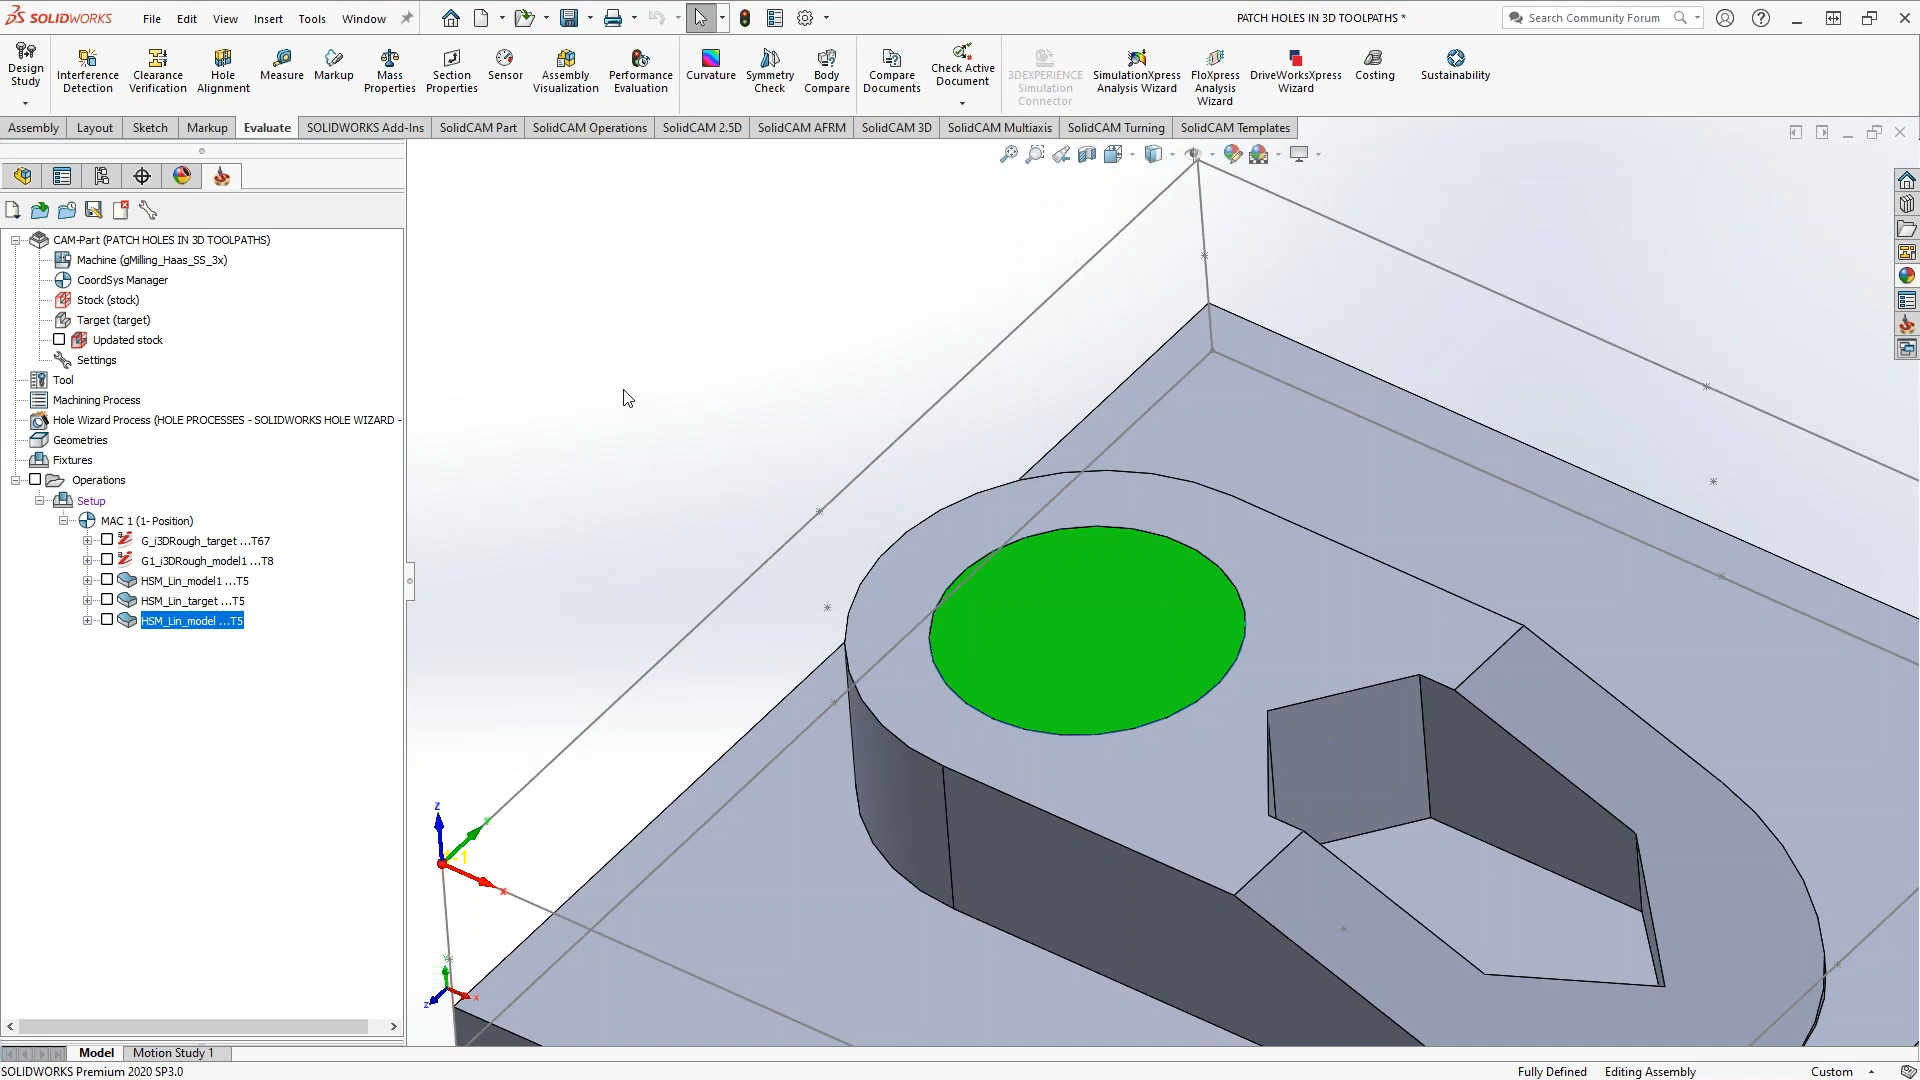 SOLIDWORKS File Edit View Insert Tools Window PATCH HOLES IN 3D TOOLPATHS * Search Community Forum
Design Study
Interference Detection
Clearance Verification
Hole Alignment
Measure
Markup
Mass Properties
Section Properties
Sensor
Assembly Visualization
Performance Evaluation
Curvature
Symmetry Check
Body Compare
Compare Documents
Check Active Document
3DEXPERIENCE Simulation Connector
SimulationXpress Analysis Wizard
FloXpress Analysis Wizard
DriveWorksXpress Wizard
Costing
Sustainability
Assembly Layout Sketch Markup Evaluate SOLIDWORKS Add-Ins SolidCAM Part SolidCAM Operations SolidCAM 2.5D SolidCAM AFRM SolidCAM 3D SolidCAM Multiaxis SolidCAM Turning SolidCAM Templates
CAM-Part (PATCH HOLES IN 3D TOOLPATHS)
Machine (gMilling_Haas_SS_3x)
CoordSys Manager
Stock (stock)
Target (target)
Updated stock
Settings
Tool
Machining Process
Hole Wizard Process (HOLE PROCESSES - SOLIDWORKS HOLE WIZARD -
Geometries
Fixtures
Operations
Setup
MAC 1 (1- Position)
G_i3DRough_target ...T67
G1_i3DRough_model1 ...T8
HSM_Lin_model1 ...T5
HSM_Lin_target ...T5
HSM_Lin_model ...T5
Model Motion Study 1
SOLIDWORKS Premium 2020 SP3.0 Fully Defined Editing Assembly Custom